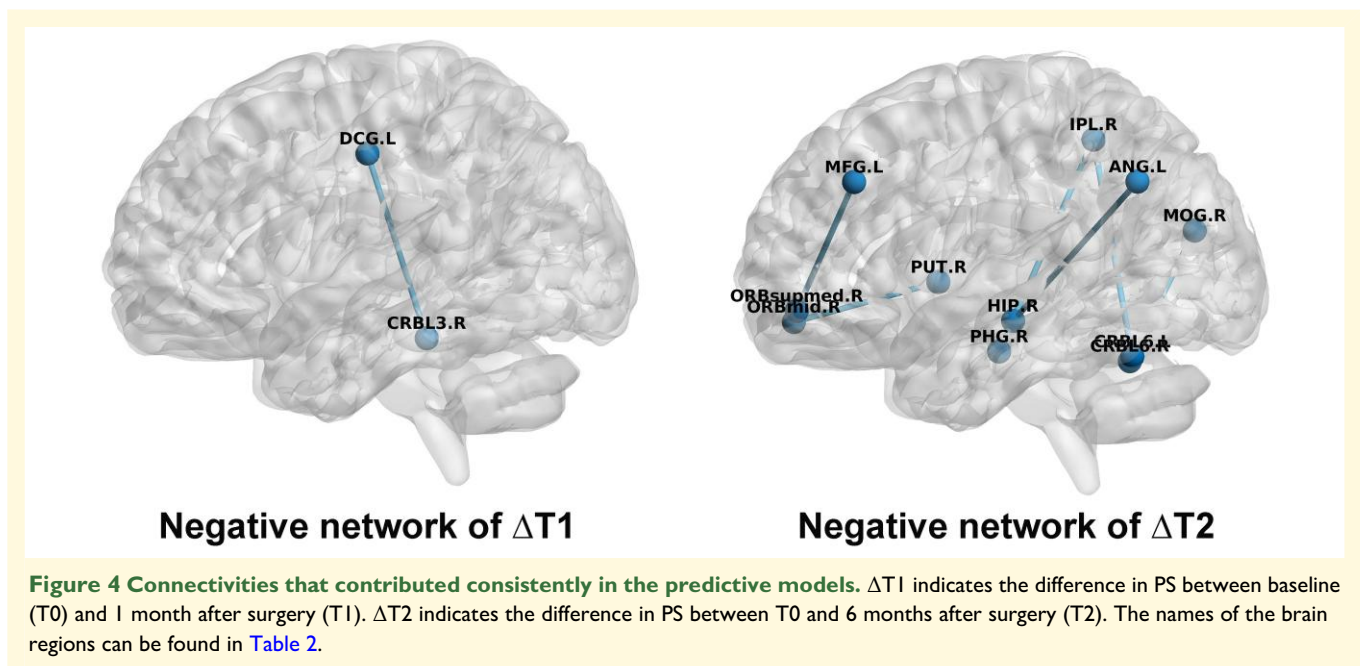 DCG.L
CRBL3.R
IPL.R
MFG.L
ANG.L
MOG.R
PUT.R
ORBsupmed.R
ORBmid.R
HIP.R
PHG.R
CRBL6.L
CRBL6.R
Negative network of ΔT1
Negative network of ΔT2
Figure 4 Connectivities that contributed consistently in the predictive models. ΔT1 indicates the difference in PS between baseline
(T0) and 1 month after surgery (T1). ΔT2 indicates the difference in PS between T0 and 6 months after surgery (T2). The names of the brain
regions can be found in Table 2.